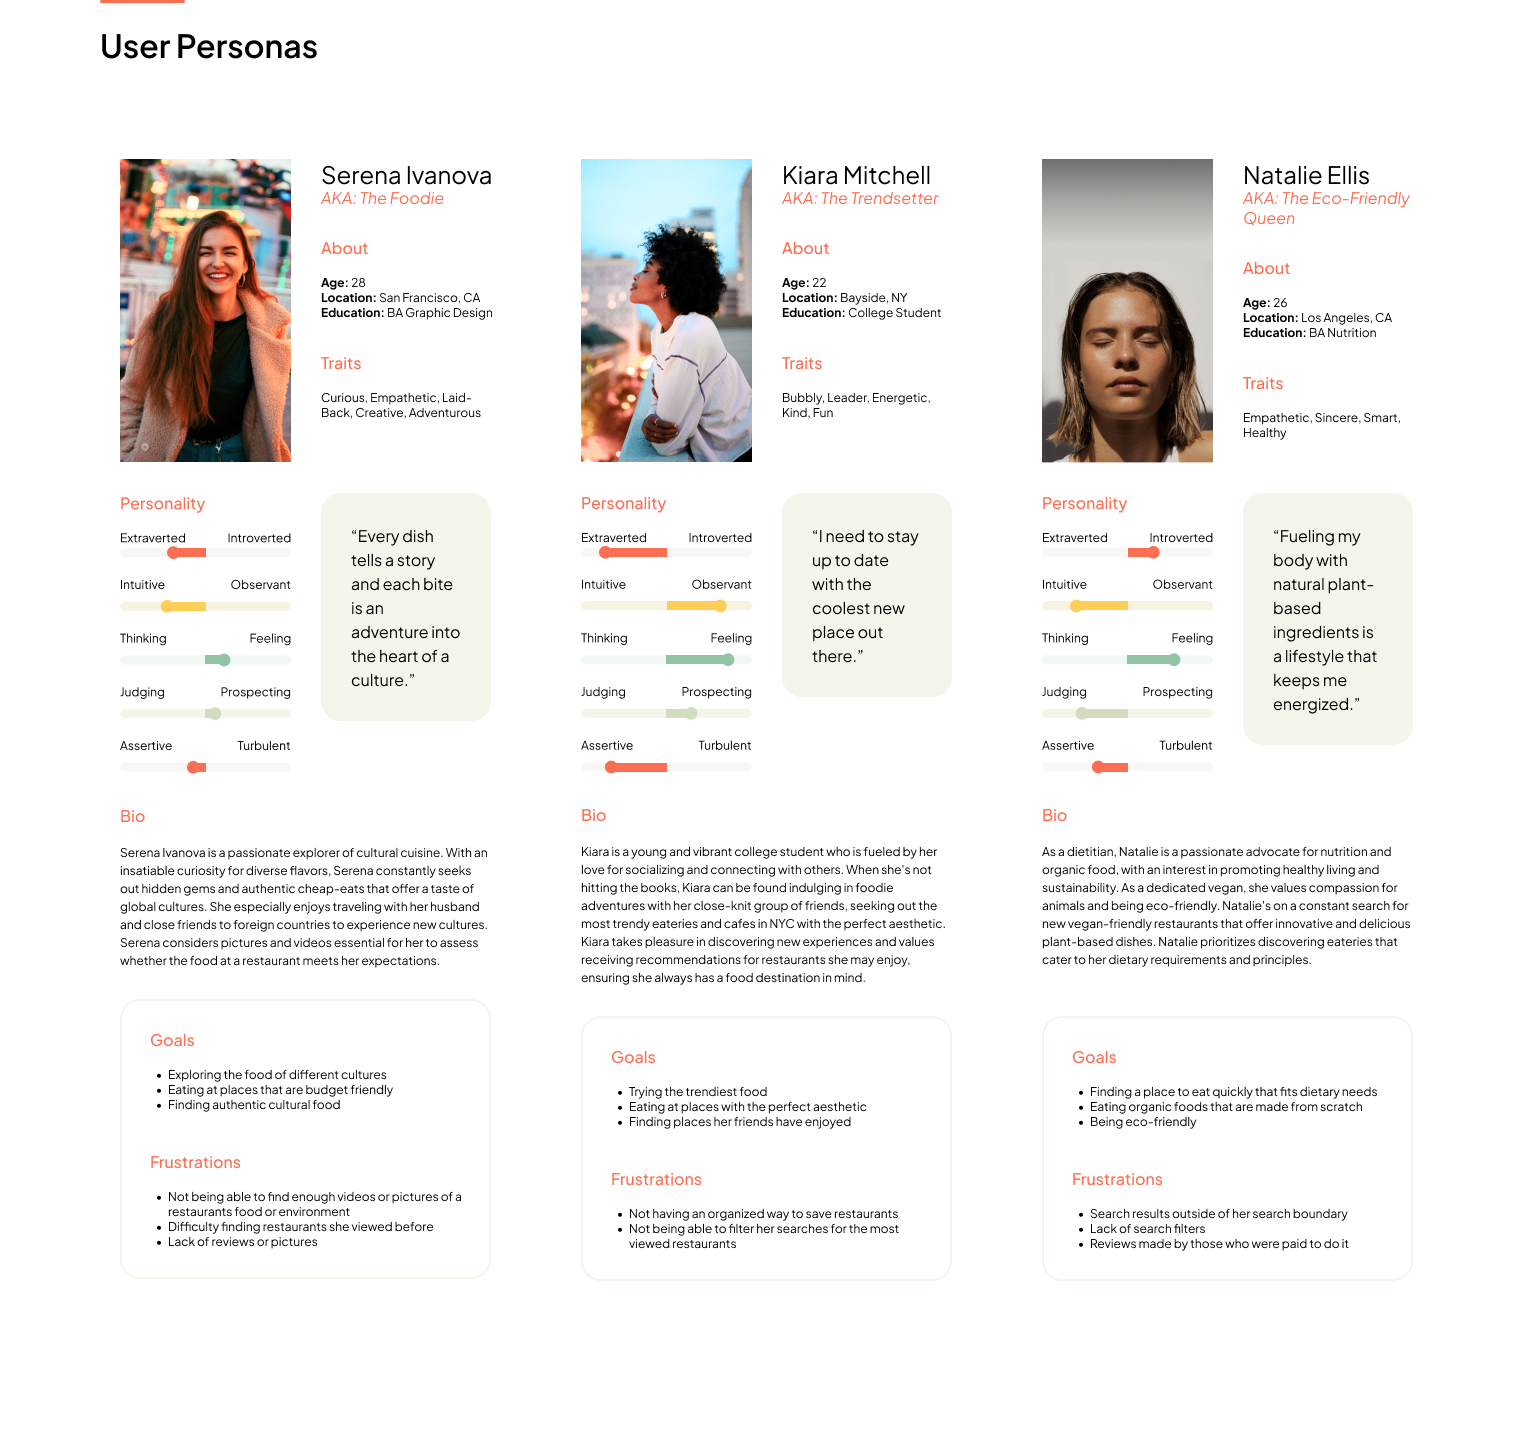 User Personas
Serena Ivanova
AKA: The Foodie
About
Age: 28
Location: San Francisco, CA
Education: BA Graphic Design
Traits
Curious, Empathetic, Laid-
Back, Creative, Adventurous
Personality
Extraverted Introverted
Intuitive Observant
Thinking Feeling
Judging Prospecting
Assertive Turbulent
“Every dish
tells a story
and each bite
is an
adventure into
the heart of a
culture.”
Bio
Serena Ivanova is a passionate explorer of cultural cuisine. With an
insatiable curiosity for diverse flavors, Serena constantly seeks
out hidden gems and authentic cheap-eats that offer a taste of
global cultures. She especially enjoys traveling with her husband
and close friends to foreign countries to experience new cultures.
Serena considers pictures and videos essential for her to assess
whether the food at a restaurant meets her expectations.
Goals
• Exploring the food of different cultures
• Eating at places that are budget friendly
• Finding authentic cultural food
Frustrations
• Not being able to find enough videos or pictures of a
restaurants food or environment
• Difficulty finding restaurants she viewed before
• Lack of reviews or pictures
Kiara Mitchell
AKA: The Trendsetter
About
Age: 22
Location: Bayside, NY
Education: College Student
Traits
Bubbly, Leader, Energetic,
Kind, Fun
Personality
Extraverted Introverted
Intuitive Observant
Thinking Feeling
Judging Prospecting
Assertive Turbulent
“I need to stay
up to date
with the
coolest new
place out
there.”
Bio
Kiara is a young and vibrant college student who is fueled by her
love for socializing and connecting with others. When she's not
hitting the books, Kiara can be found indulging in foodie
adventures with her close-knit group of friends, seeking out the
most trendy eateries and cafes in NYC with the perfect aesthetic.
Kiara takes pleasure in discovering new experiences and values
receiving recommendations for restaurants she may enjoy,
ensuring she always has a food destination in mind.
Goals
• Trying the trendiest food
• Eating at places with the perfect aesthetic
• Finding places her friends have enjoyed
Frustrations
• Not having an organized way to save restaurants
• Not being able to filter her searches for the most
viewed restaurants
Natalie Ellis
AKA: The Eco-Friendly
Queen
About
Age: 26
Location: Los Angeles, CA
Education: BA Nutrition
Traits
Empathetic, Sincere, Smart,
Healthy
Personality
Extraverted Introverted
Intuitive Observant
Thinking Feeling
Judging Prospecting
Assertive Turbulent
“Fueling my
body with
natural plant-
based
ingredients is
a lifestyle that
keeps me
energized.”
Bio
As a dietitian, Natalie is a passionate advocate for nutrition and
organic food, with an interest in promoting healthy living and
sustainability. As a dedicated vegan, she values compassion for
animals and being eco-friendly. Natalie's on a constant search for
new vegan-friendly restaurants that offer innovative and delicious
plant-based dishes. Natalie prioritizes discovering eateries that
cater to her dietary requirements and principles.
Goals
• Finding a place to eat quickly that fits dietary needs
• Eating organic foods that are made from scratch
• Being eco-friendly
Frustrations
• Search results outside of her search boundary
• Lack of search filters
• Reviews made by those who were paid to do it